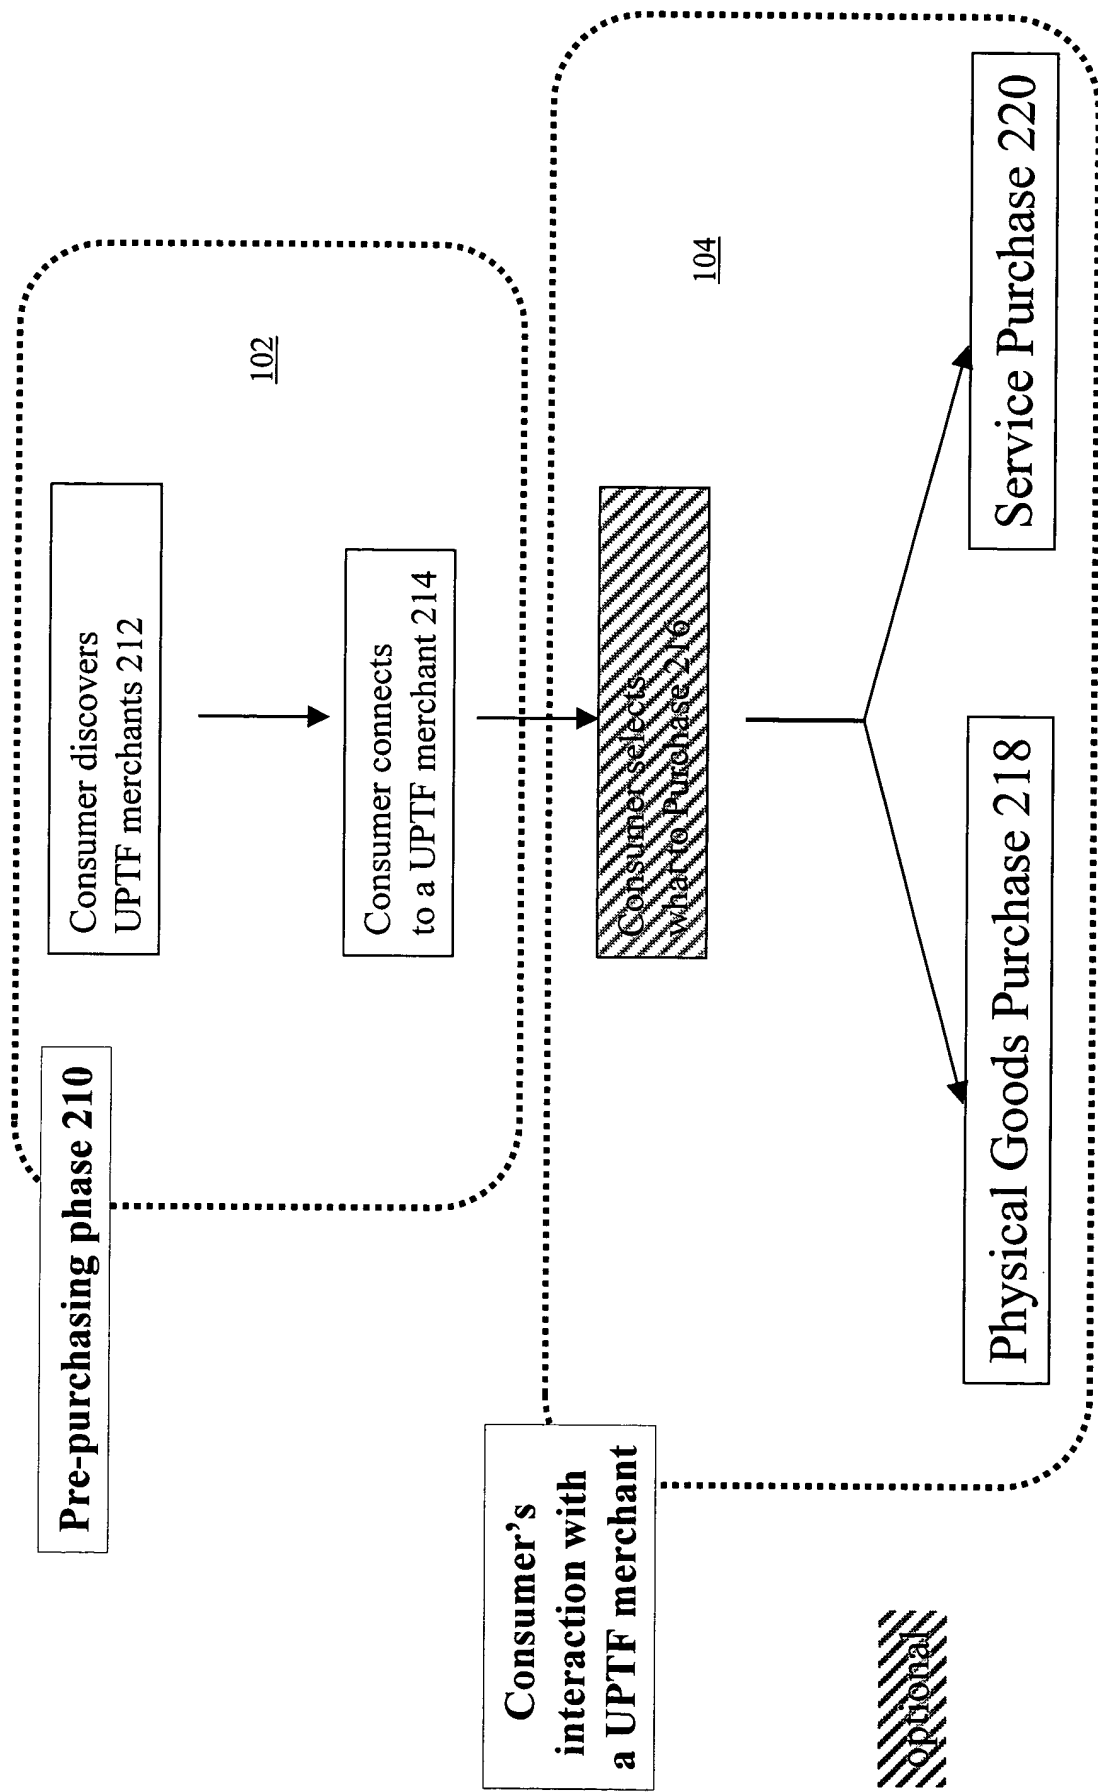 Pre-purchasing phase 210
Consumer discovers
UPTF merchants 212
102
Consumer connects
to a UPTF merchant 214
Consumer's
interaction with
a UPTF merchant
Consumer selects
what to Purchase 216
104
Physical Goods Purchase 218
Service Purchase 220
optional